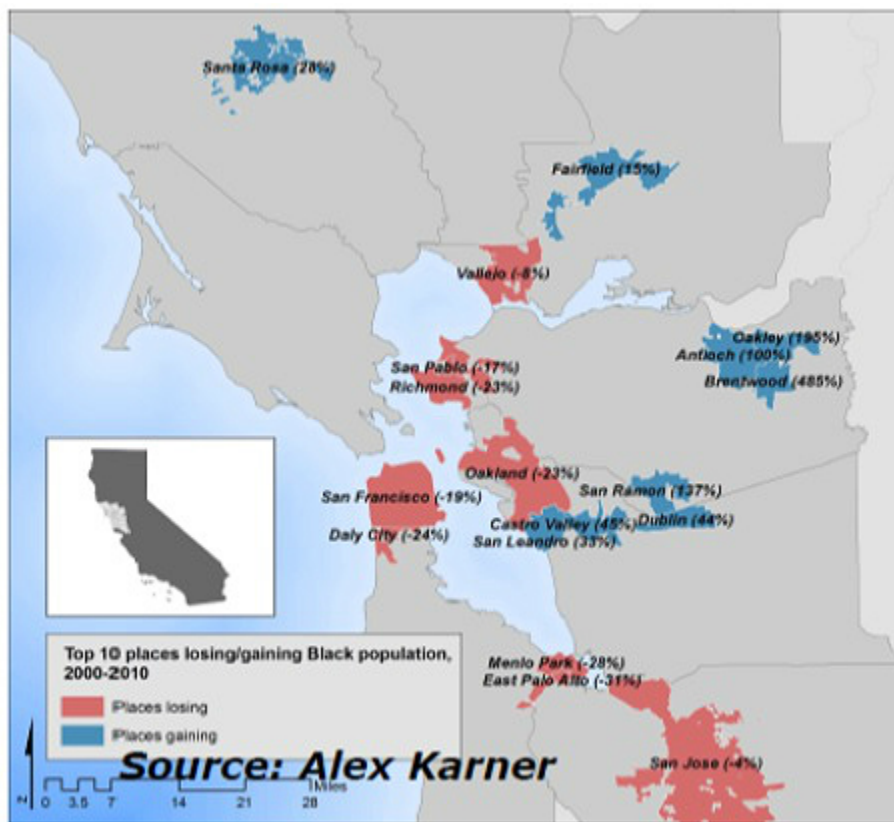 Santa Rosa (28%)
Fairfield (15%)
Vallejo (-8%)
Oakley (195%)
Antioch (100%)
Brentwood (485%)
San Pablo (-17%)
Richmond (-23%)
Oakland (-23%)
San Ramon (137%)
San Francisco (-19%)
Castro Valley (45%)
Dublin (44%)
Daly City (-24%)
San Leandro (33%)
Menlo Park (-28%)
East Palo Alto (-31%)
San Jose (-4%)
Top 10 places losing/gaining Black population,
2000-2010
Places losing
Places gaining
Source: Alex Karner
Miles
N
0 3.5 7 14 21 28